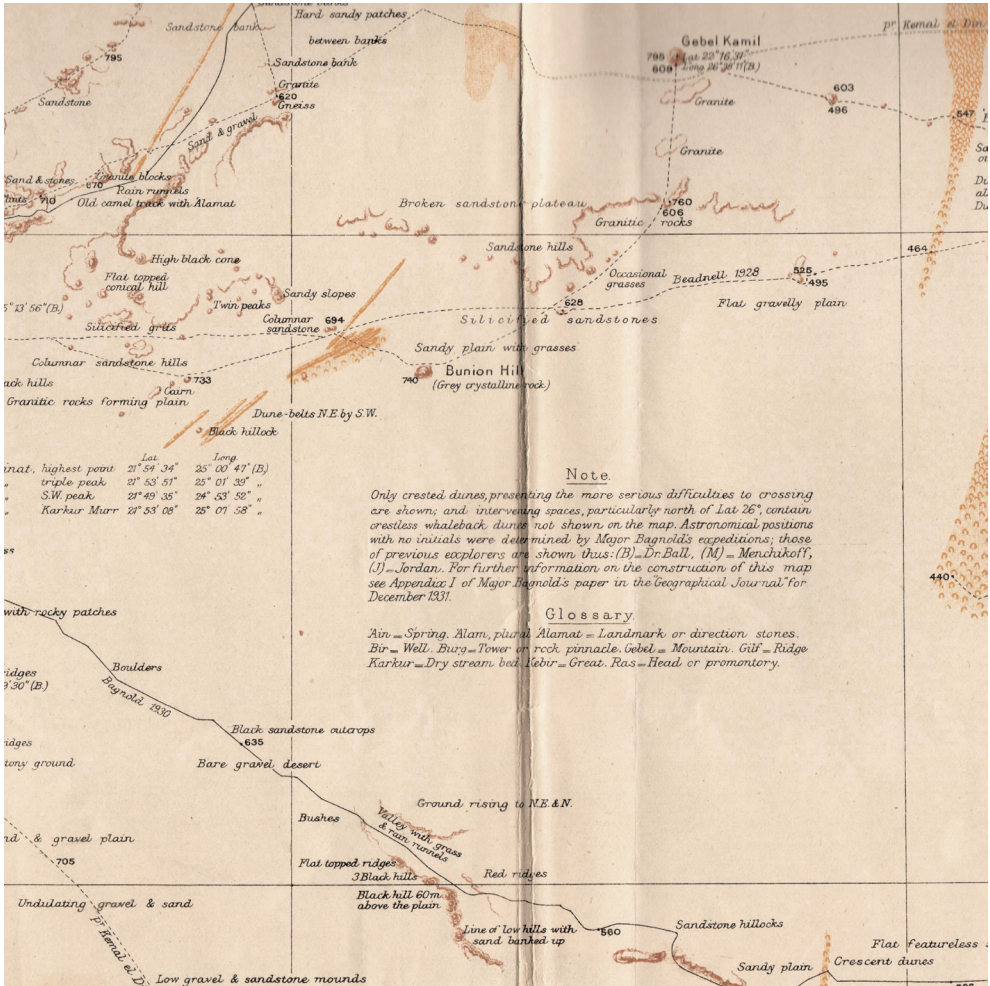 Sandstone bank
Hard sandy patches
pr Kemal el Din
between banks
Gebel Kamil
795
Lat 22° 16' 31"
Long 26° 38' 11"(B.)
609
795
Sandstone bank
Sandstone
Granite
620
Gneiss
Granite
603
496
547
Sand & gravel
Granite
Sand & stones
Granite blocks
670
Rain runnels
710
Old camel track with Alamat
Broken sandstone plateau
760
606
Granitic rocks
Sandstone hills
464
High black cone
Flat topped
conical hill
Occasional
grasses
Beadnell 1928
525
495
Sandy slopes
Twin peaks
628
Flat gravelly plain
5° 13' 56"(B.)
Columnar
sandstone
694
Silicified grits
Silicified sandstones
Sandy plain with grasses
Columnar sandstone hills
Bunion Hill
740
(Grey crystalline rock)
733
ack hills
Cairn
Granitic rocks forming plain
Dune-belts N.E. by S.W.
Black hillock
Lat. Long.
inat, highest point 21° 54' 34" 25° 00' 47" (B.)
„ triple peak 21° 53' 51" 25° 01' 39" „
„ S.W. peak 21° 49' 35" 24° 53' 52" „
„ Karkur Murr 21° 53' 08" 25° 07' 58" „
Note.
Only crested dunes, presenting the more serious difficulties to crossing
are shown; and intervening spaces, particularly north of Lat 26°, contain
crestless whaleback dunes not shown on the map. Astronomical positions
with no initials were determined by Major Bagnold's expeditions; those
of previous explorers are shown thus: (B)=Dr. Ball, (M)=Menchikoff,
(J)=Jordan. For further information on the construction of this map
see Appendix I of Major Bagnold's paper in the "Geographical Journal" for
December 1931.
440
Glossary.
Ain=Spring. Alam, plural Alamat=Landmark or direction stones.
Bir=Well. Burg=Tower or rock pinnacle. Gebel=Mountain. Gilf=Ridge
Karkur=Dry stream bed. Kebir=Great. Ras=Head or promontory.
with rocky patches
ridges
9' 30" (B.)
Boulders
Bagnold 1930
Black sandstone outcrops
635
idges
tony ground
Bare gravel desert
Ground rising to N.E. & N.
Bushes
Valley with grass
& rain runnels
nd & gravel plain
705
Flat topped ridges
3 Black hills
Red ridges
Black hill 60m
above the plain
Undulating gravel & sand
pr Kemal el D
Line of low hills with
sand banked up
560
Sandstone hillocks
Flat featureless
Crescent dunes
Sandy plain
Low gravel & sandstone mounds